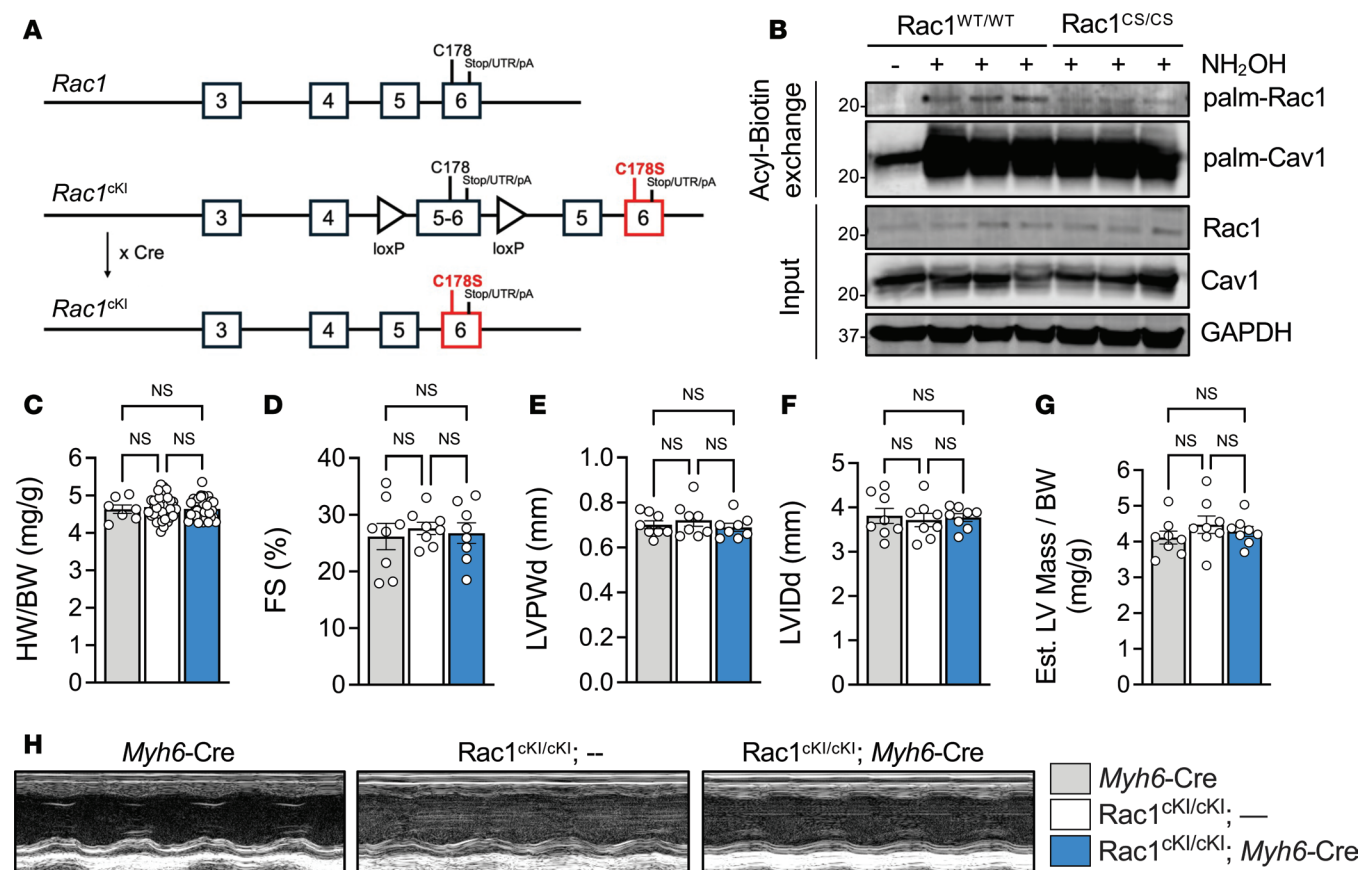 A
Rac1
C178
Stop/UTR/pA
3
4
5
6
Rac1cKI
C178
Stop/UTR/pA
C178S
Stop/UTR/pA
3
4
5-6
5
6
loxP
loxP
x Cre
Rac1cKI
C178S
Stop/UTR/pA
3
4
5
6
B
Rac1WT/WT
Rac1CS/CS
- + + + + + + NH2OH
Acyl-Biotin
exchange
20
palm-Rac1
20
palm-Cav1
Input
20
Rac1
20
Cav1
37
GAPDH
C
HW/BW (mg/g)
NS
NS NS
6
5
4
3
2
1
0
D
FS (%)
NS
NS NS
40
30
20
10
0
E
LVPWd (mm)
NS
NS NS
1.0
0.8
0.6
0.4
0.2
0.0
F
LVIDd (mm)
NS
NS NS
5
4
3
2
1
0
G
Est. LV Mass / BW
(mg/g)
NS
NS NS
6
5
4
3
2
1
0
H
Myh6-Cre
Rac1cKI/cKI; --
Rac1cKI/cKI; Myh6-Cre
Myh6-Cre
Rac1cKI/cKI; —
Rac1cKI/cKI; Myh6-Cre